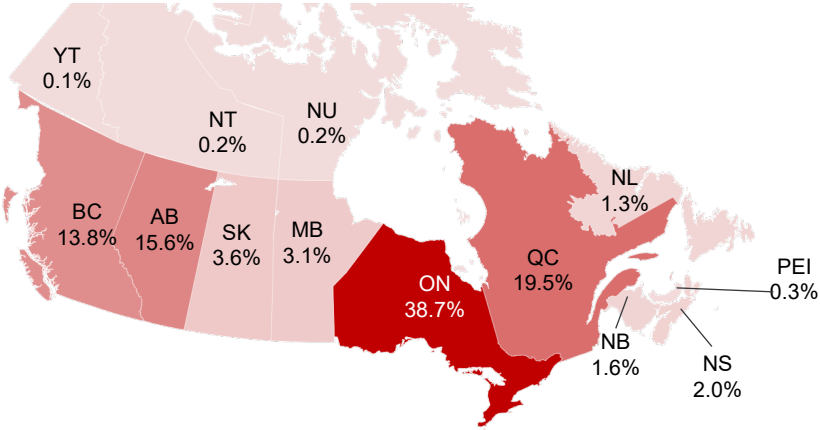 YT
0.1%
NT
0.2%
NU
0.2%
BC
13.8%
AB
15.6%
SK
3.6%
MB
3.1%
ON
38.7%
QC
19.5%
NL
1.3%
PEI
0.3%
NB
1.6%
NS
2.0%